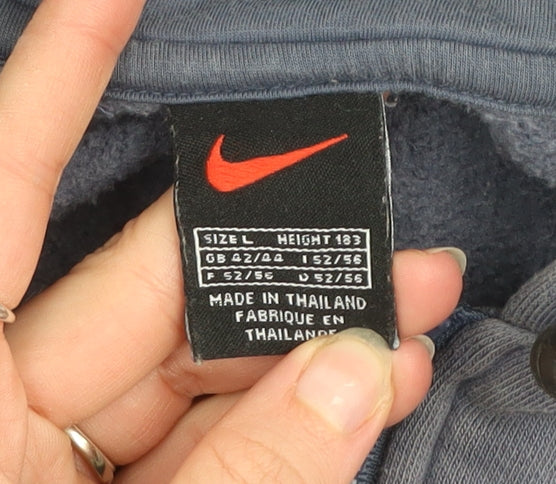 SIZE L HEIGHT 183
GB 42/44 I 52/56
F 52/56 D 52/56
MADE IN THAILAND
FABRIQUE EN
THAILANDE